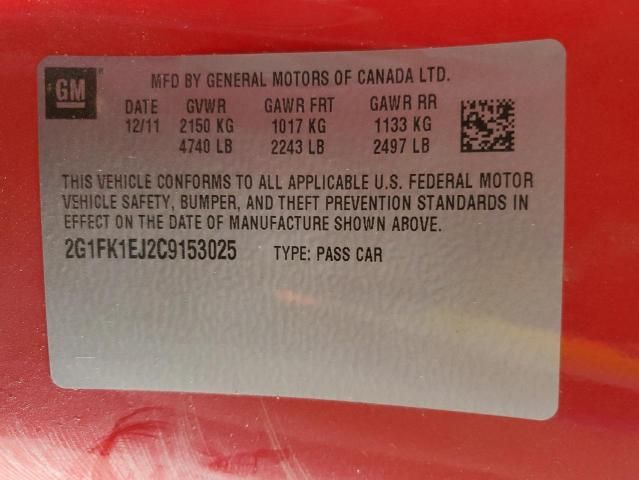 GM
MFD BY GENERAL MOTORS OF CANADA LTD.
DATE GVWR GAWR FRT GAWR RR
12/11 2150 KG 1017 KG 1133 KG
4740 LB 2243 LB 2497 LB
THIS VEHICLE CONFORMS TO ALL APPLICABLE U.S. FEDERAL MOTOR
VEHICLE SAFETY, BUMPER, AND THEFT PREVENTION STANDARDS IN
EFFECT ON THE DATE OF MANUFACTURE SHOWN ABOVE.
2G1FK1EJ2C9153025 TYPE: PASS CAR